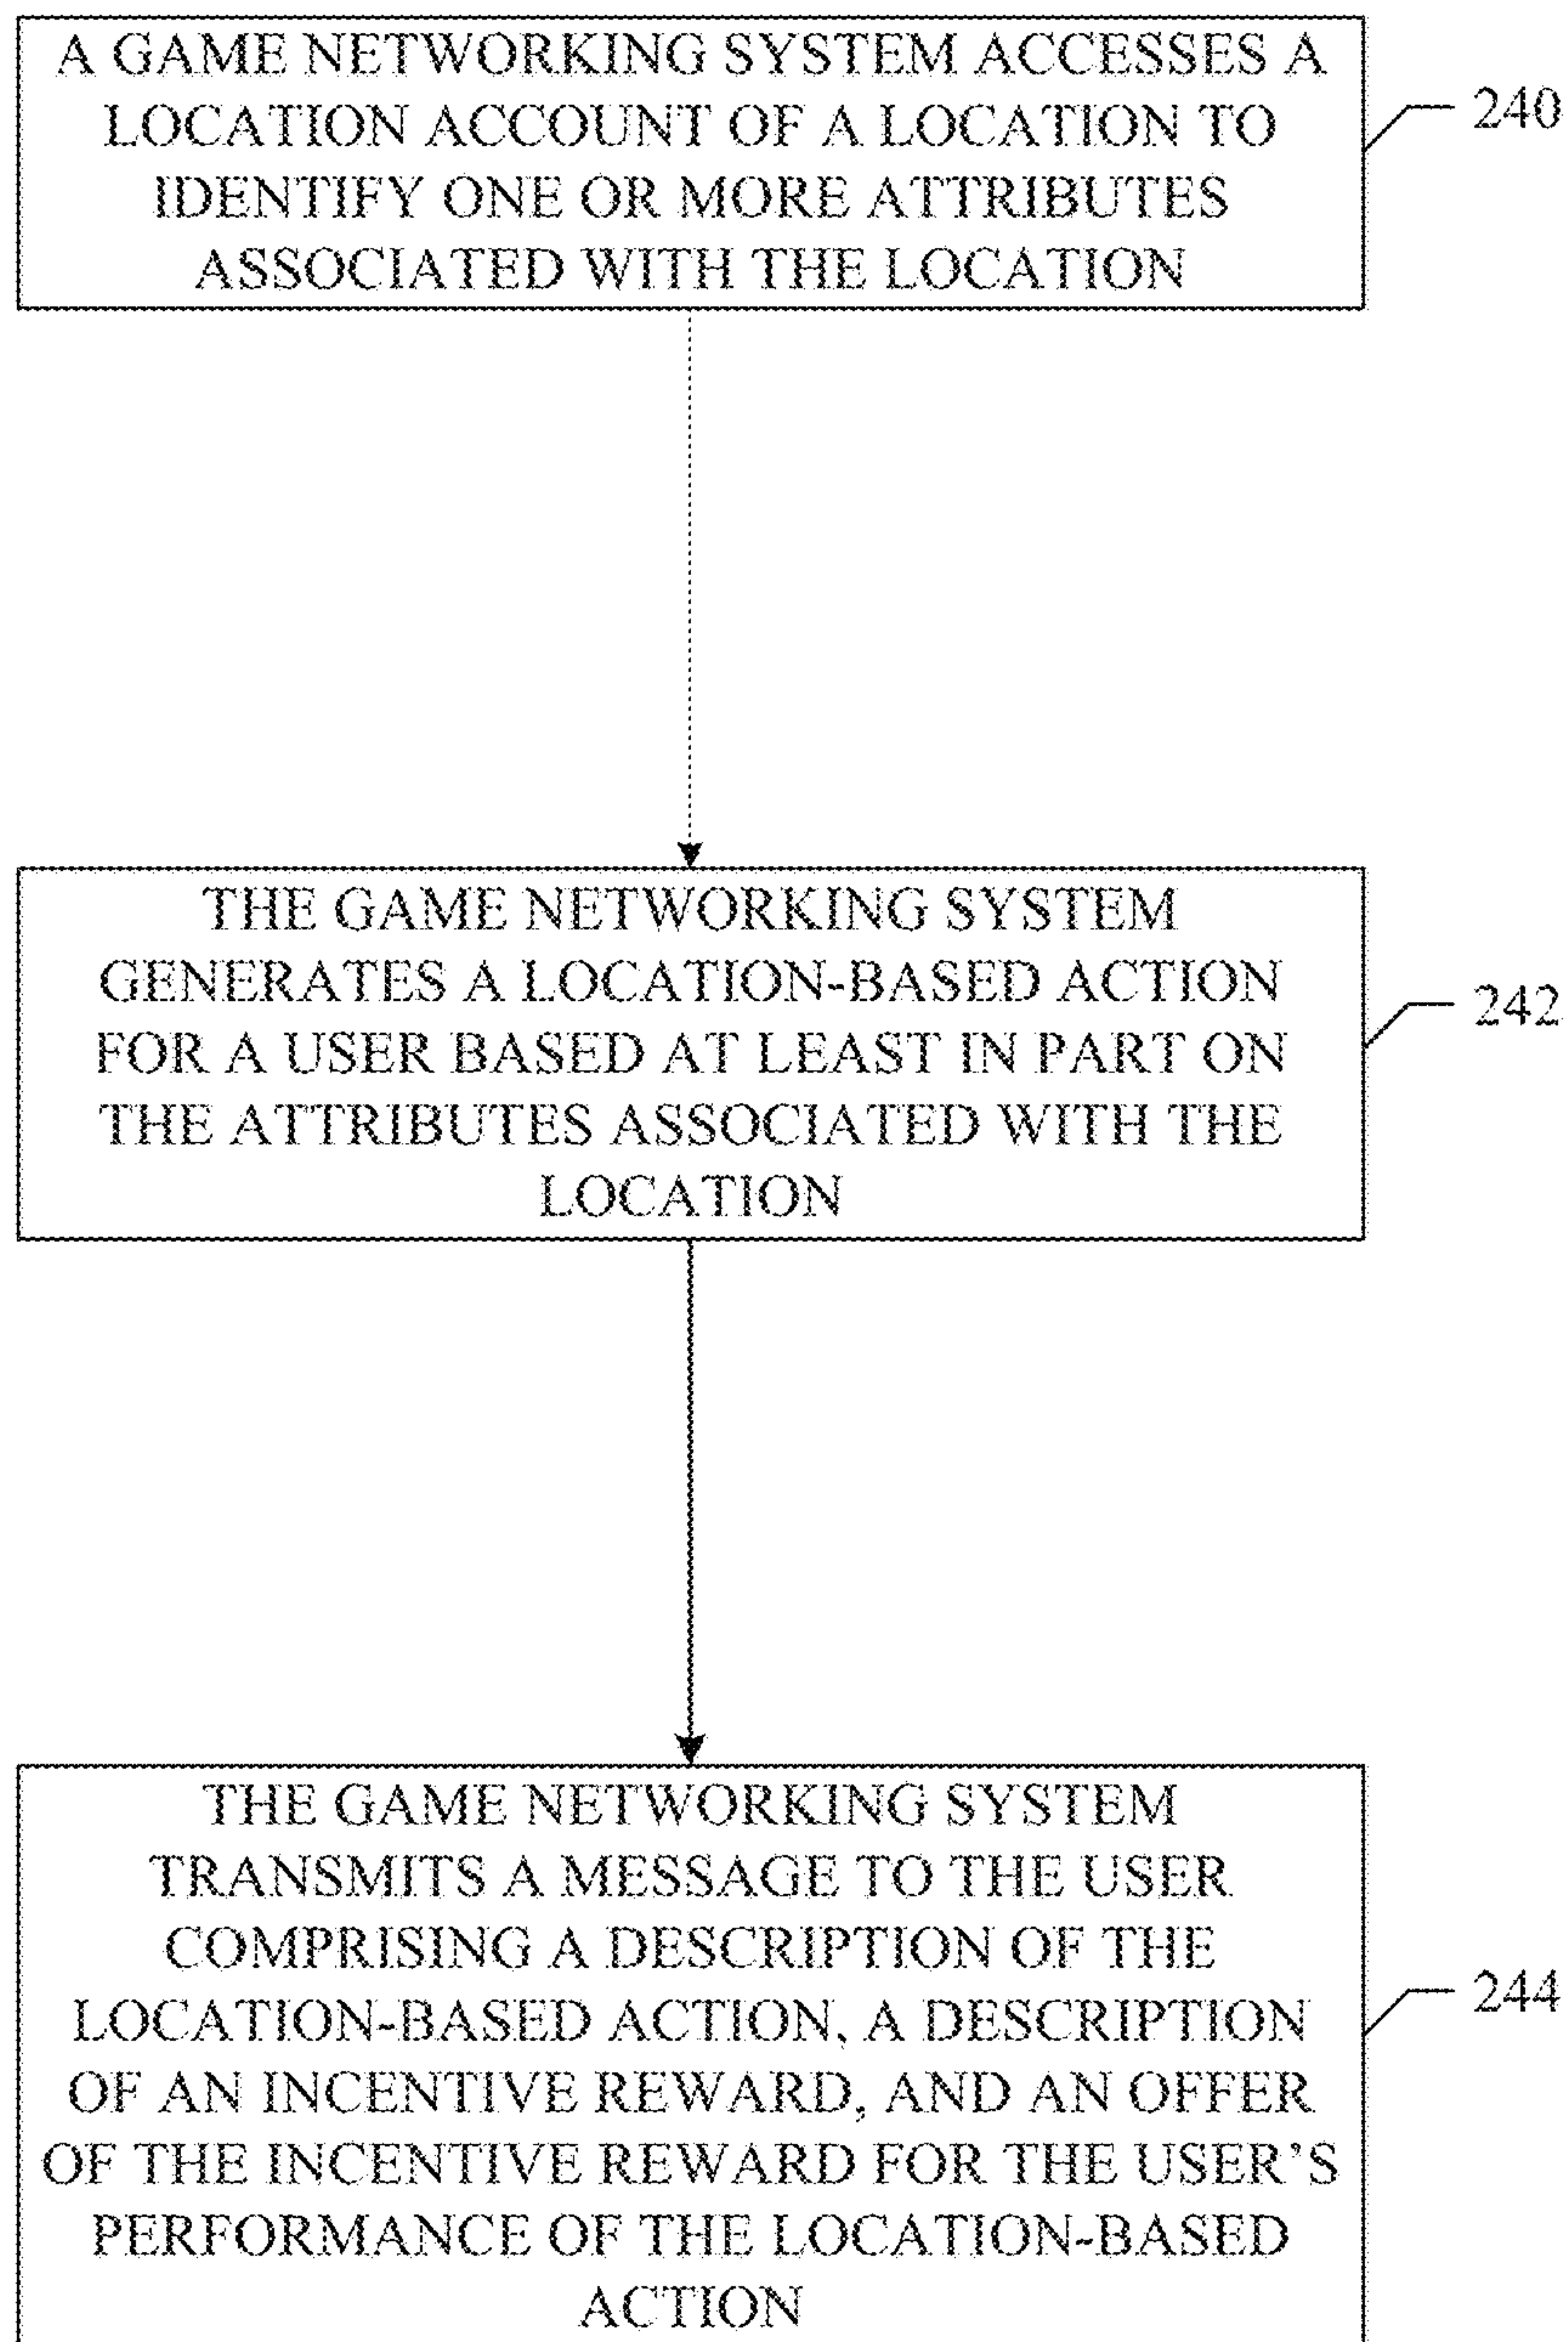 A GAME NETWORKING SYSTEM ACCESSES A
LOCATION ACCOUNT OF A LOCATION TO
IDENTIFY ONE OR MORE ATTRIBUTES
ASSOCIATED WITH THE LOCATION
240
THE GAME NETWORKING SYSTEM
GENERATES A LOCATION-BASED ACTION
FOR A USER BASED AT LEAST IN PART ON
THE ATTRIBUTES ASSOCIATED WITH THE
LOCATION
242
THE GAME NETWORKING SYSTEM
TRANSMITS A MESSAGE TO THE USER
COMPRISING A DESCRIPTION OF THE
LOCATION-BASED ACTION, A DESCRIPTION
OF AN INCENTIVE REWARD, AND AN OFFER
OF THE INCENTIVE REWARD FOR THE USER'S
PERFORMANCE OF THE LOCATION-BASED
ACTION
244